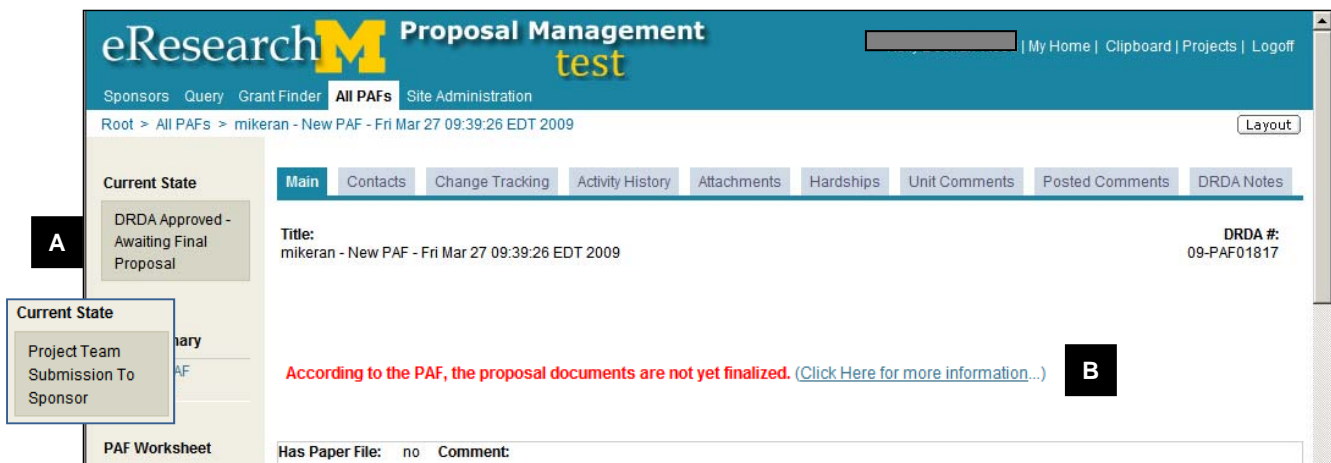 eResearch M Proposal Management
test
| My Home | Clipboard | Projects | Logoff
Sponsors Query Grant Finder All PAFs Site Administration
Root > All PAFs > mikeran - New PAF - Fri Mar 27 09:39:26 EDT 2009
Layout
Current State
Main Contacts Change Tracking Activity History Attachments Hardships Unit Comments Posted Comments DRDA Notes
A
DRDA Approved -
Awaiting Final
Proposal
Title:
mikeran - New PAF - Fri Mar 27 09:39:26 EDT 2009
DRDA #:
09-PAF01817
Current State
Project Team
Submission To
Sponsor
According to the PAF, the proposal documents are not yet finalized. (Click Here for more information...)
B
PAF Worksheet
Has Paper File: no Comment: